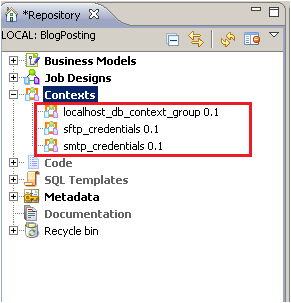 *Repository
LOCAL: BlogPosting
Business Models
Job Designs
Contexts
localhost_db_context_group 0.1
sftp_credentials 0.1
smtp_credentials 0.1
Code
SQL Templates
Metadata
Documentation
Recycle bin